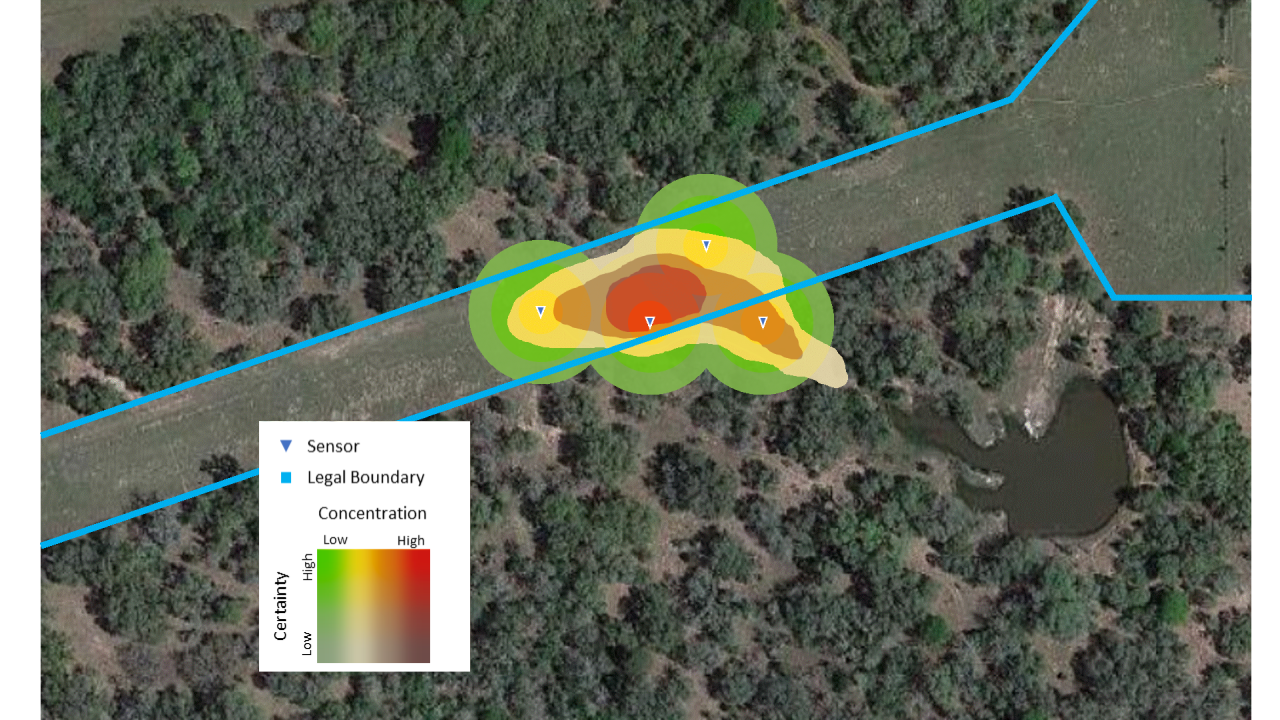 Sensor
Legal Boundary
Concentration
Low High
Certainty
High
Low